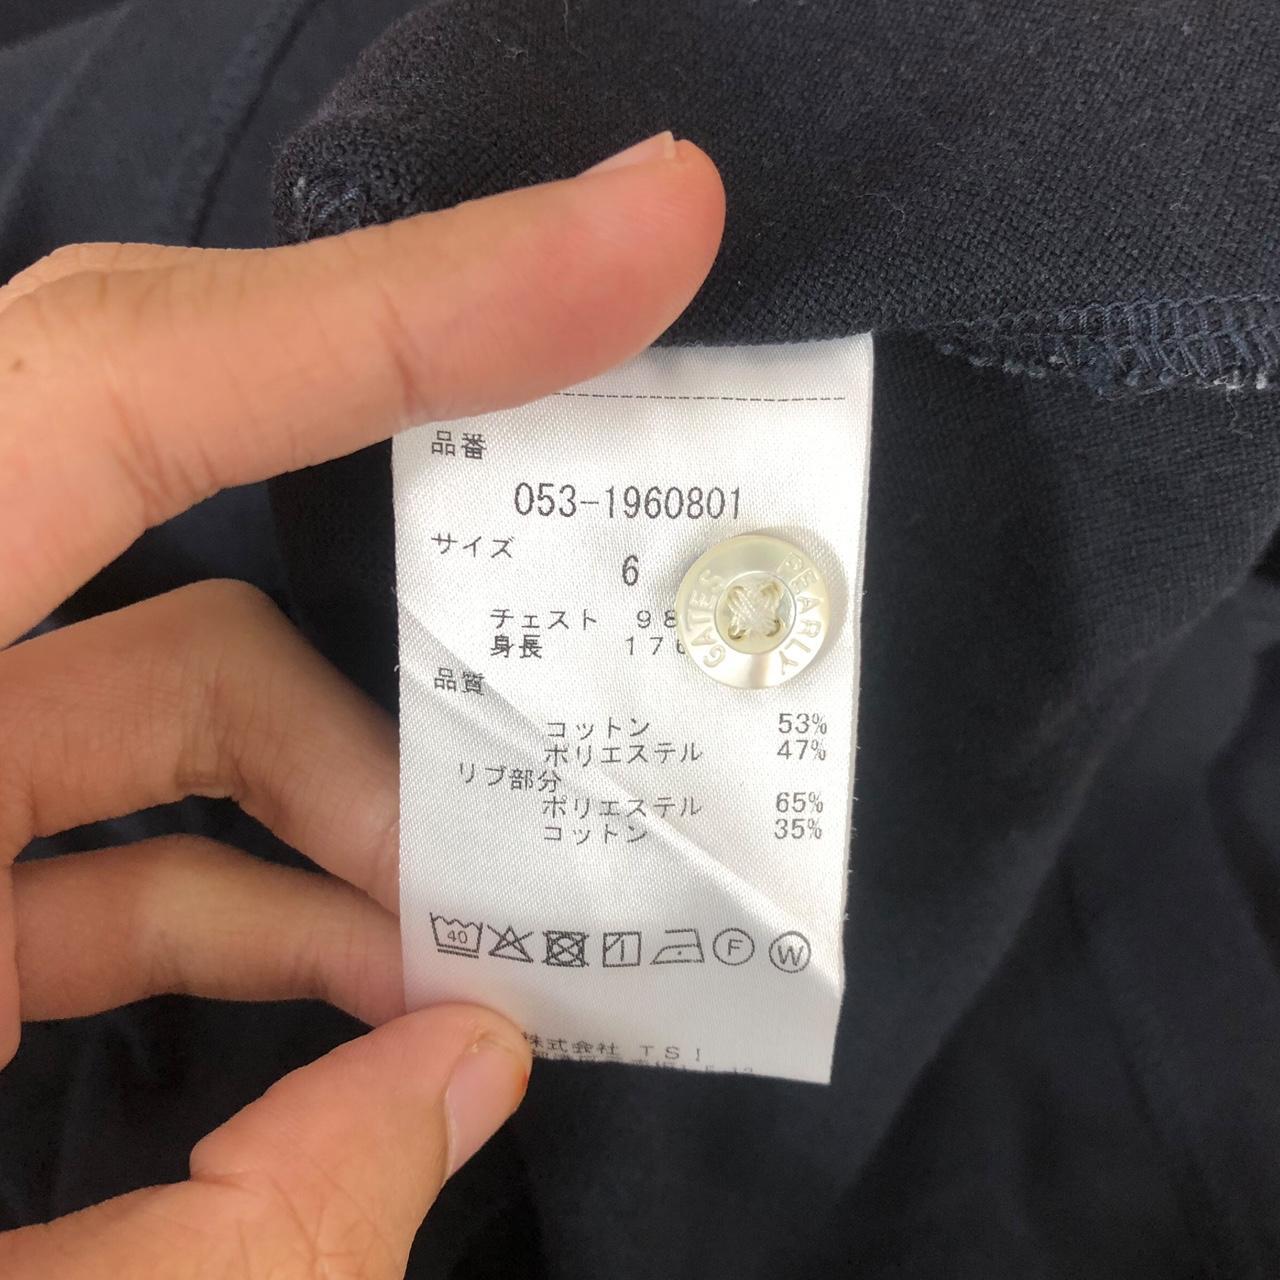 品番
053-1960801
サイズ
6
チェスト 98
身長 176
品質
コットン 53%
ポリエステル 47%
リブ部分
ポリエステル 65%
コットン 35%
40
F
W
株式会社 TSI
PEARLY GATES